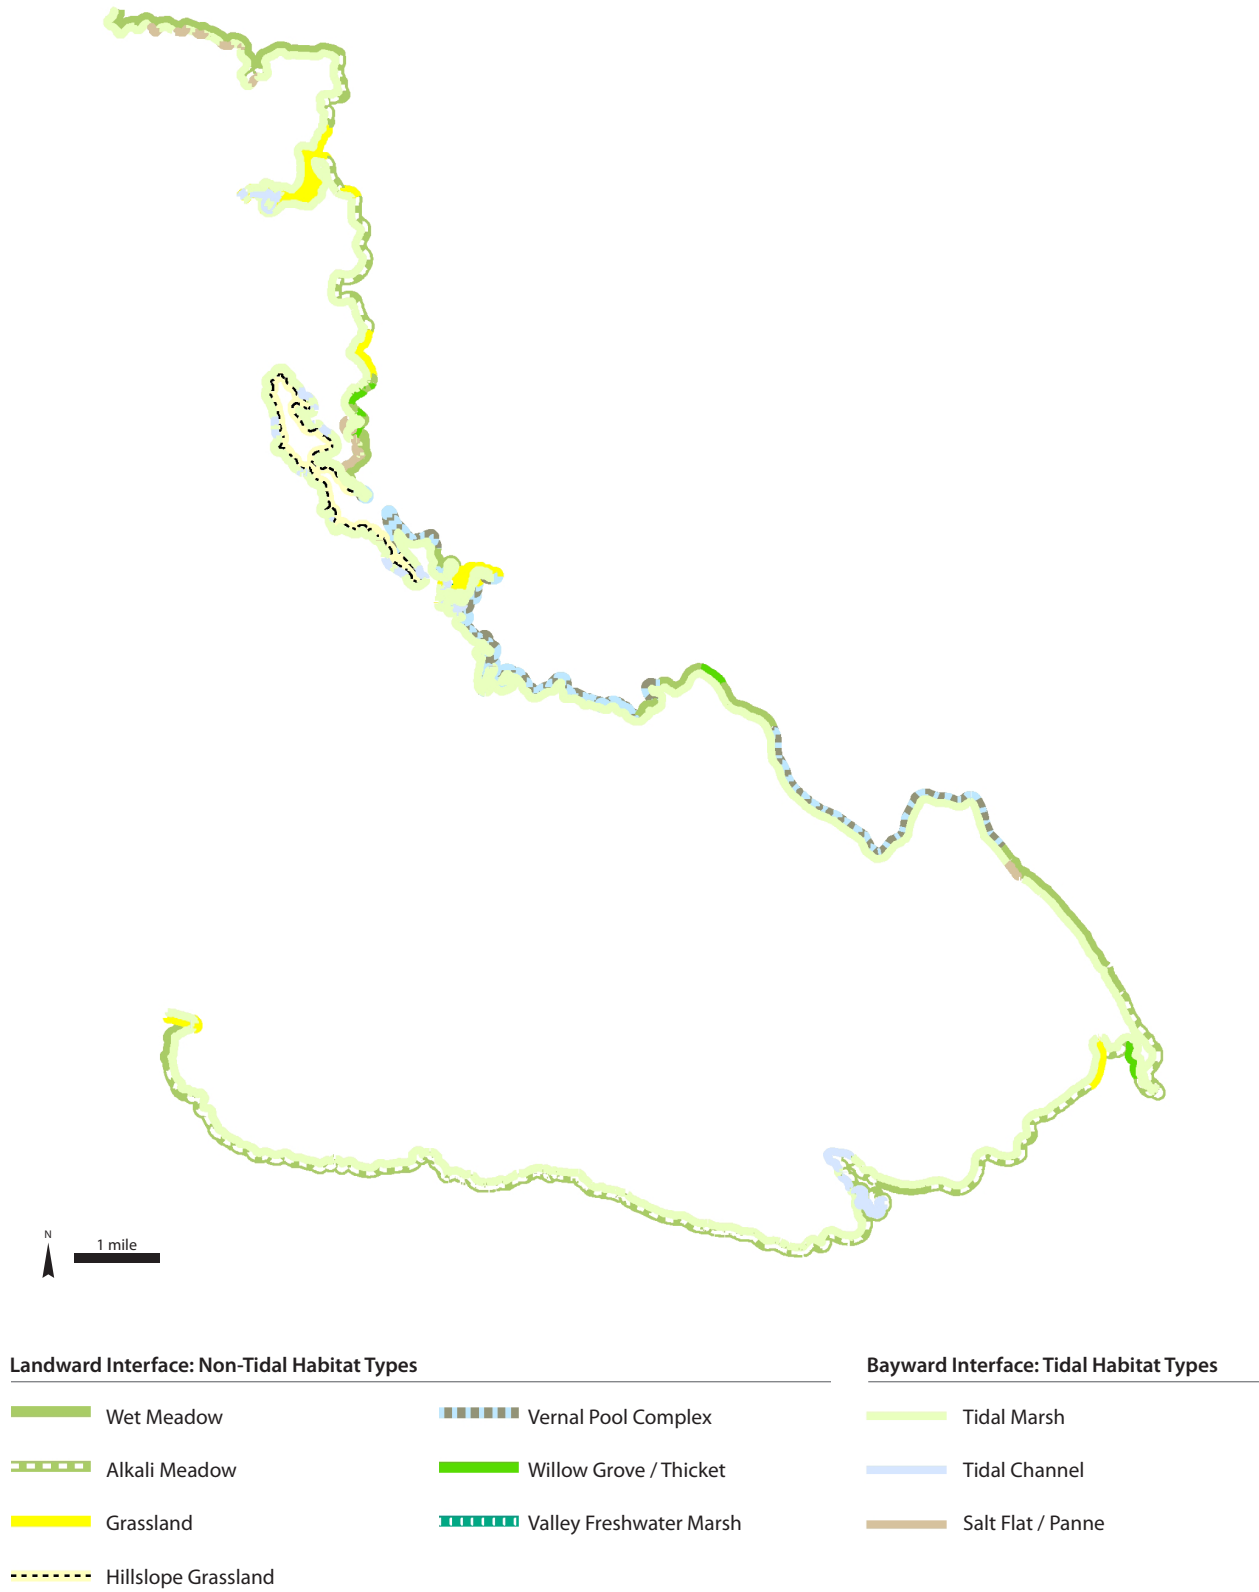 N
1 mile
Landward Interface: Non-Tidal Habitat Types
Wet Meadow
Alkali Meadow
Grassland
Hillslope Grassland
Vernal Pool Complex
Willow Grove / Thicket
Valley Freshwater Marsh
Bayward Interface: Tidal Habitat Types
Tidal Marsh
Tidal Channel
Salt Flat / Panne